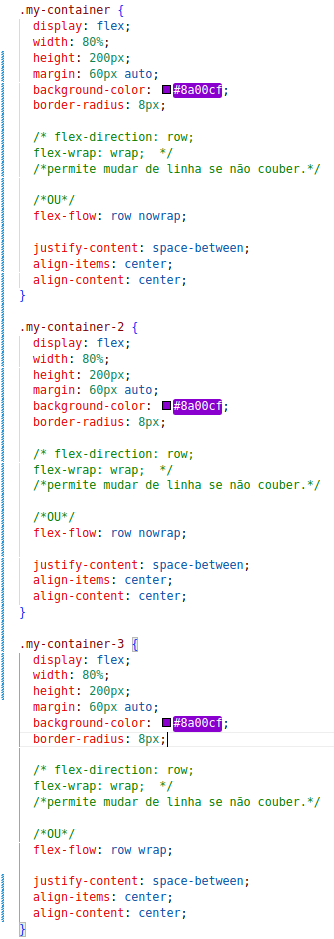 .my-container {
display: flex;
width: 80%;
height: 200px;
margin: 60px auto;
background-color: #8a00cf;
border-radius: 8px;
/* flex-direction: row;
flex-wrap: wrap;  */
/*permite mudar de linha se não couber.*/
/*OU*/
flex-flow: row nowrap;
justify-content: space-between;
align-items: center;
align-content: center;
}
.my-container-2 {
display: flex;
width: 80%;
height: 200px;
margin: 60px auto;
background-color: #8a00cf;
border-radius: 8px;
/* flex-direction: row;
flex-wrap: wrap;  */
/*permite mudar de linha se não couber.*/
/*OU*/
flex-flow: row nowrap;
justify-content: space-between;
align-items: center;
align-content: center;
}
.my-container-3 {
display: flex;
width: 80%;
height: 200px;
margin: 60px auto;
background-color: #8a00cf;
border-radius: 8px;
/* flex-direction: row;
flex-wrap: wrap;  */
/*permite mudar de linha se não couber.*/
/*OU*/
flex-flow: row wrap;
justify-content: space-between;
align-items: center;
align-content: center;
}